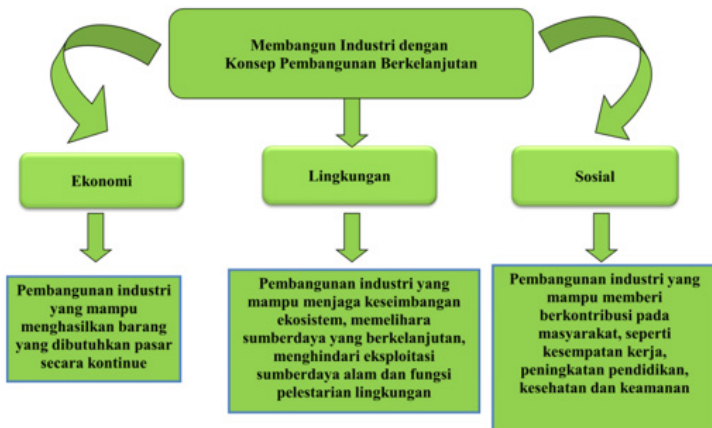 Membangun Industri dengan
Konsep Pembangunan Berkelanjutan
Ekonomi
Lingkungan
Sosial
Pembangunan industri
yang mampu
menghasilkan barang
yang dibutuhkan pasar
secara kontinue
Pembangunan industri yang
mampu menjaga keseimbangan
ekosistem, memelihara
sumberdaya yang berkelanjutan,
menghindari eksploitasi
sumberdaya alam dan fungsi
pelestarian lingkungan
Pembangunan industri yang
mampu memberi
berkontribusi pada
masyarakat, seperti
kesempatan kerja,
peningkatan pendidikan,
kesehatan dan keamanan